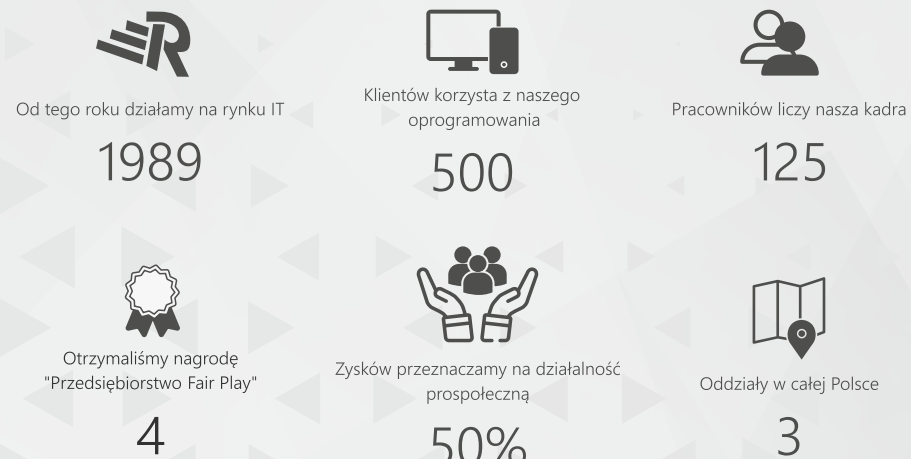 Od tego roku działamy na rynku IT
1989
Klientów korzysta z naszego
oprogramowania
500
Pracowników liczy nasza kadra
125
Otrzymaliśmy nagrodę
"Przedsiębiorstwo Fair Play"
4
Zysków przeznaczamy na działalność
prospołeczną
50%
Oddziały w całej Polsce
3